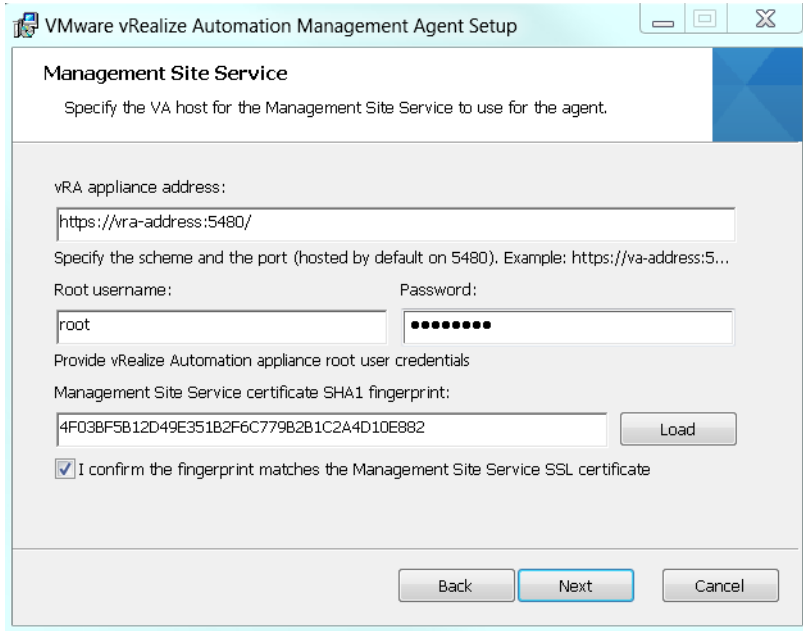 VMware vRealize Automation Management Agent Setup
Management Site Service
Specify the VA host for the Management Site Service to use for the agent.
vRA appliance address:
https://vra-address:5480/
Specify the scheme and the port (hosted by default on 5480). Example: https://va-address:5...
Root username: Password:
root ●●●●●●●●
Provide vRealize Automation appliance root user credentials
Management Site Service certificate SHA1 fingerprint:
4F03BF5B12D49E351B2F6C779B2B1C2A4D10E882
Load
I confirm the fingerprint matches the Management Site Service SSL certificate
Back Next Cancel